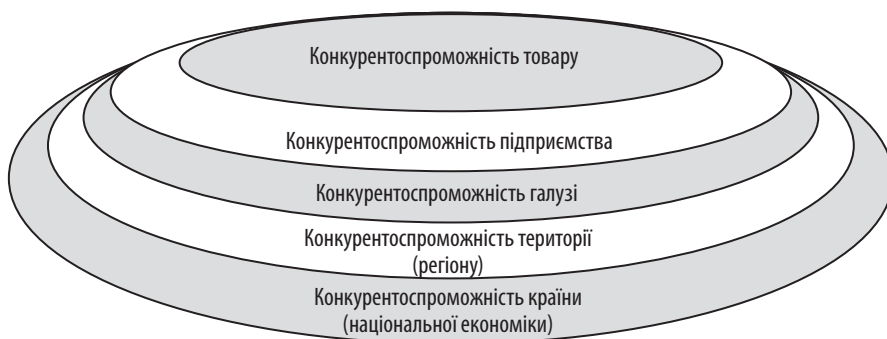 Конкурентоспроможність товару
Конкурентоспроможність підприємства
Конкурентоспроможність галузі
Конкурентоспроможність території
(регіону)
Конкурентоспроможність країни
(національної економіки)